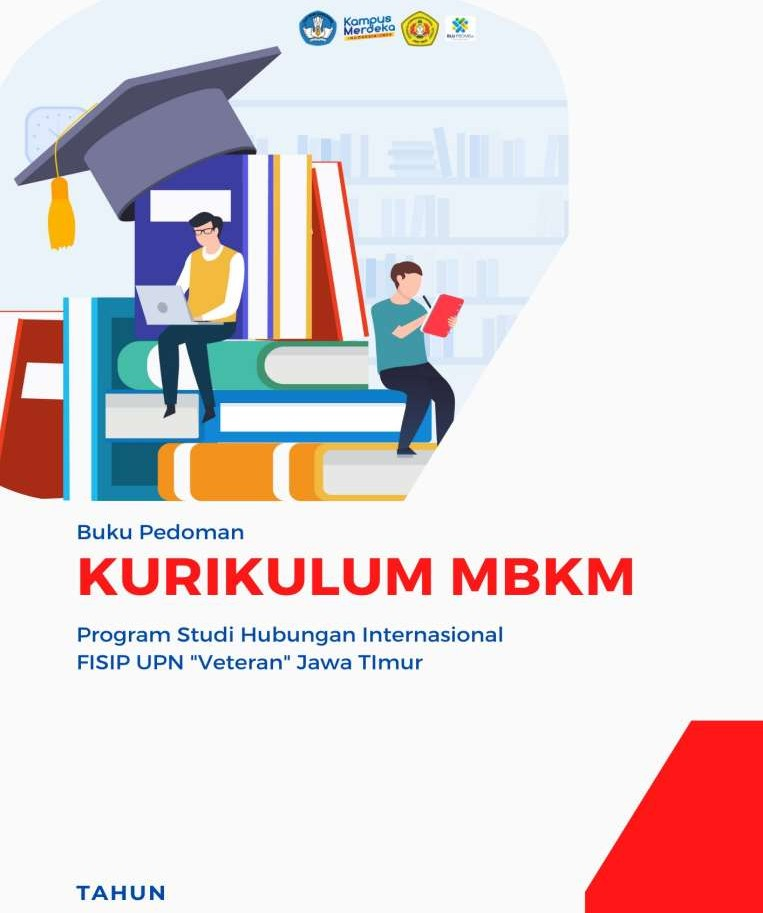 Kampus
Merdeka
Buku Pedoman
KURIKULUM MBKM
Program Studi Hubungan Internasional
FISIP UPN "Veteran" Jawa TImur
TAHUN